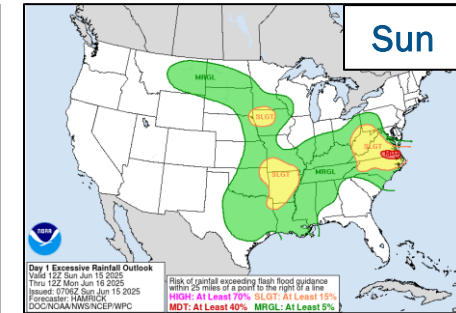 Sun
MRGL
SLGT
SLGT
MRGL
SLGT
NOAA
Day 1 Excessive Rainfall Outlook
Valid 12Z Sun Jun 15 2025
Thru 12Z Mon Jun 16 2025
Issued: 0706Z Sun Jun 15 2025
Forecaster: HAMRICK
DOC/NOAA/NWS/NCEP/WPC
Risk of rainfall exceeding flash flood guidance
within 25 miles of a point to the right of a line
HIGH: At Least 70% SLGT: At Least 15%
MDT: At Least 40% MRGL: At Least 5%